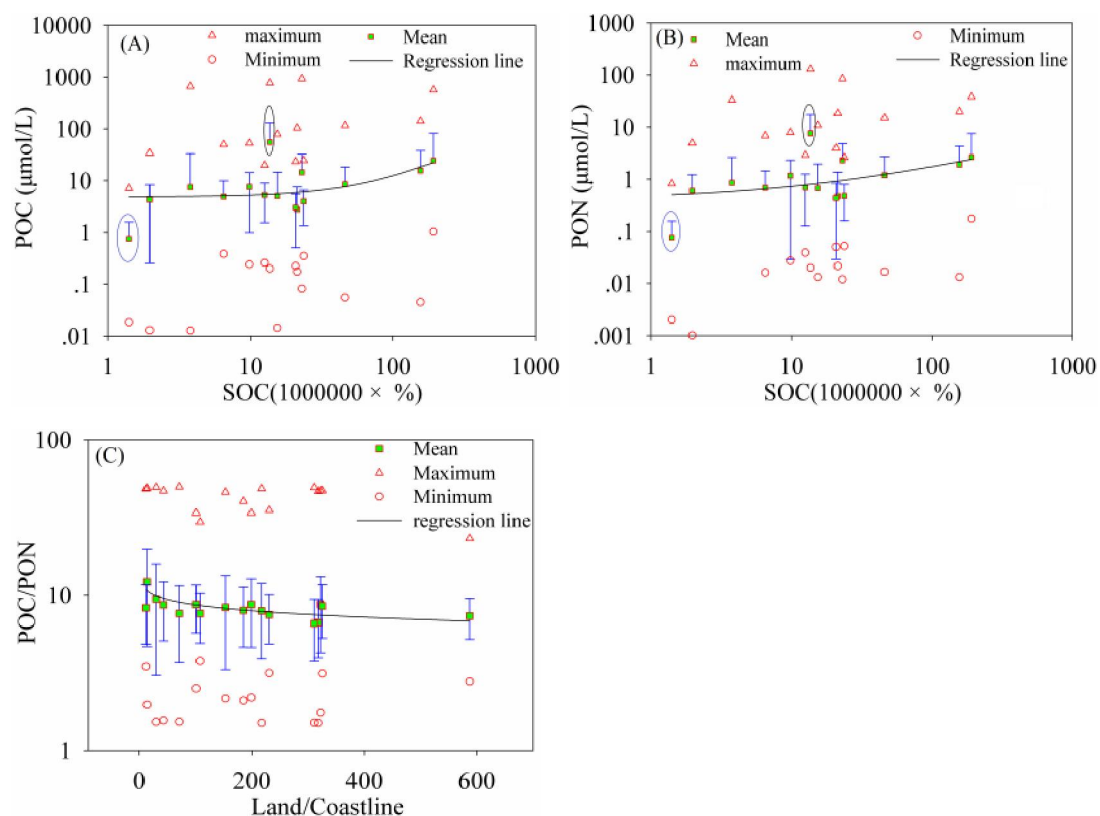 (A)
maximum
Minimum
Mean
Regression line
POC (μmol/L)
10000
1000
100
10
1
.1
.01
1
10
100
1000
SOC(1000000 × %)
(B)
Mean
maximum
Minimum
Regression line
PON (μmol/L)
1000
100
10
1
.1
.01
.001
1
10
100
1000
SOC(1000000 × %)
(C)
Mean
Maximum
Minimum
regression line
POC/PON
100
10
1
0
200
400
600
Land/Coastline